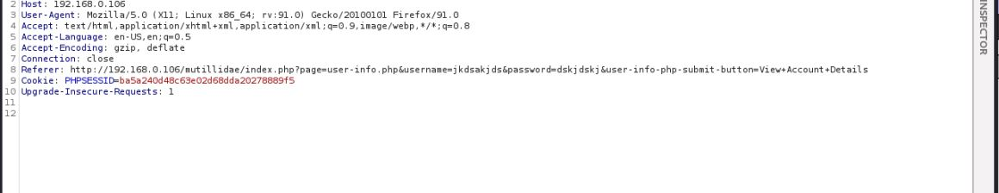 2 Host: 192.168.0.106
3 User-Agent: Mozilla/5.0 (X11; Linux x86_64; rv:91.0) Gecko/20100101 Firefox/91.0
4 Accept: text/html,application/xhtml+xml,application/xml;q=0.9,image/webp,*/*;q=0.8
5 Accept-Language: en-US,en;q=0.5
6 Accept-Encoding: gzip, deflate
7 Connection: close
8 Referer: http://192.168.0.106/mutillidae/index.php?page=user-info.php&username=jkdsakjds&password=dskjdskj&user-info-php-submit-button=View+Account+Details
9 Cookie: PHPSESSID=ba5a240d48c63e02d68dda20278889f5
10 Upgrade-Insecure-Requests: 1
11
12
INSPECTOR